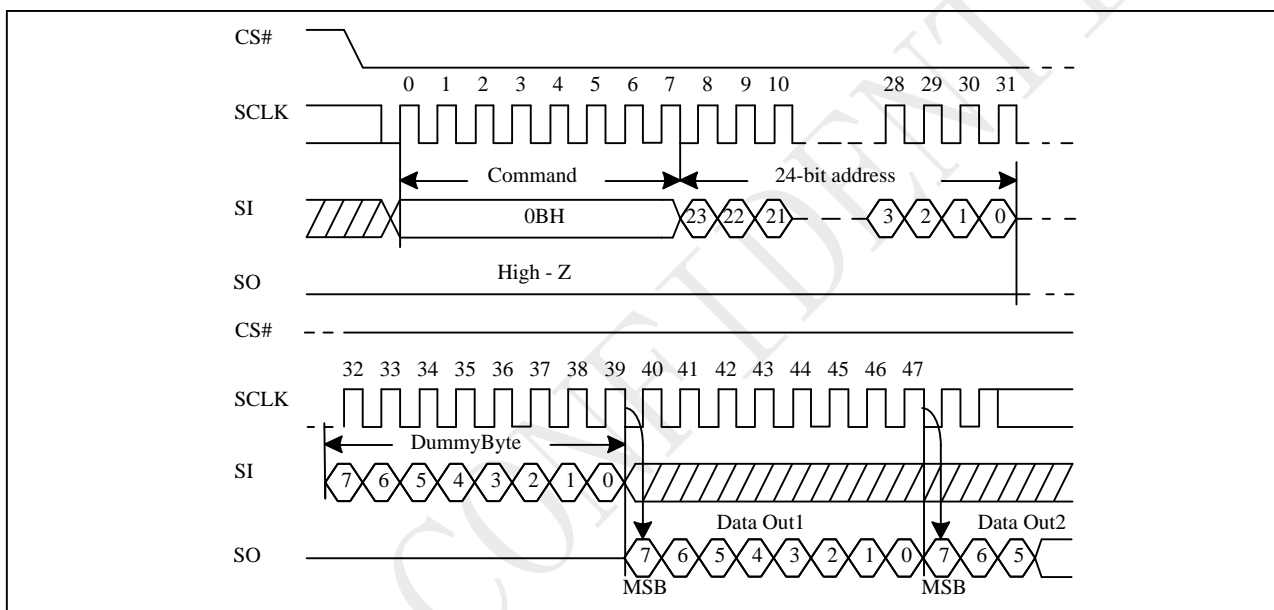 CS#
0 1 2 3 4 5 6 7 8 9 10 28 29 30 31
SCLK
Command 24-bit address
SI 0BH 23 22 21 3 2 1 0
High - Z
SO
CS#
32 33 34 35 36 37 38 39 40 41 42 43 44 45 46 47
SCLK
DummyByte
SI 7 6 5 4 3 2 1 0
Data Out1 Data Out2
SO 7 6 5 4 3 2 1 0 7 6 5
MSB MSB
CONFIDENT